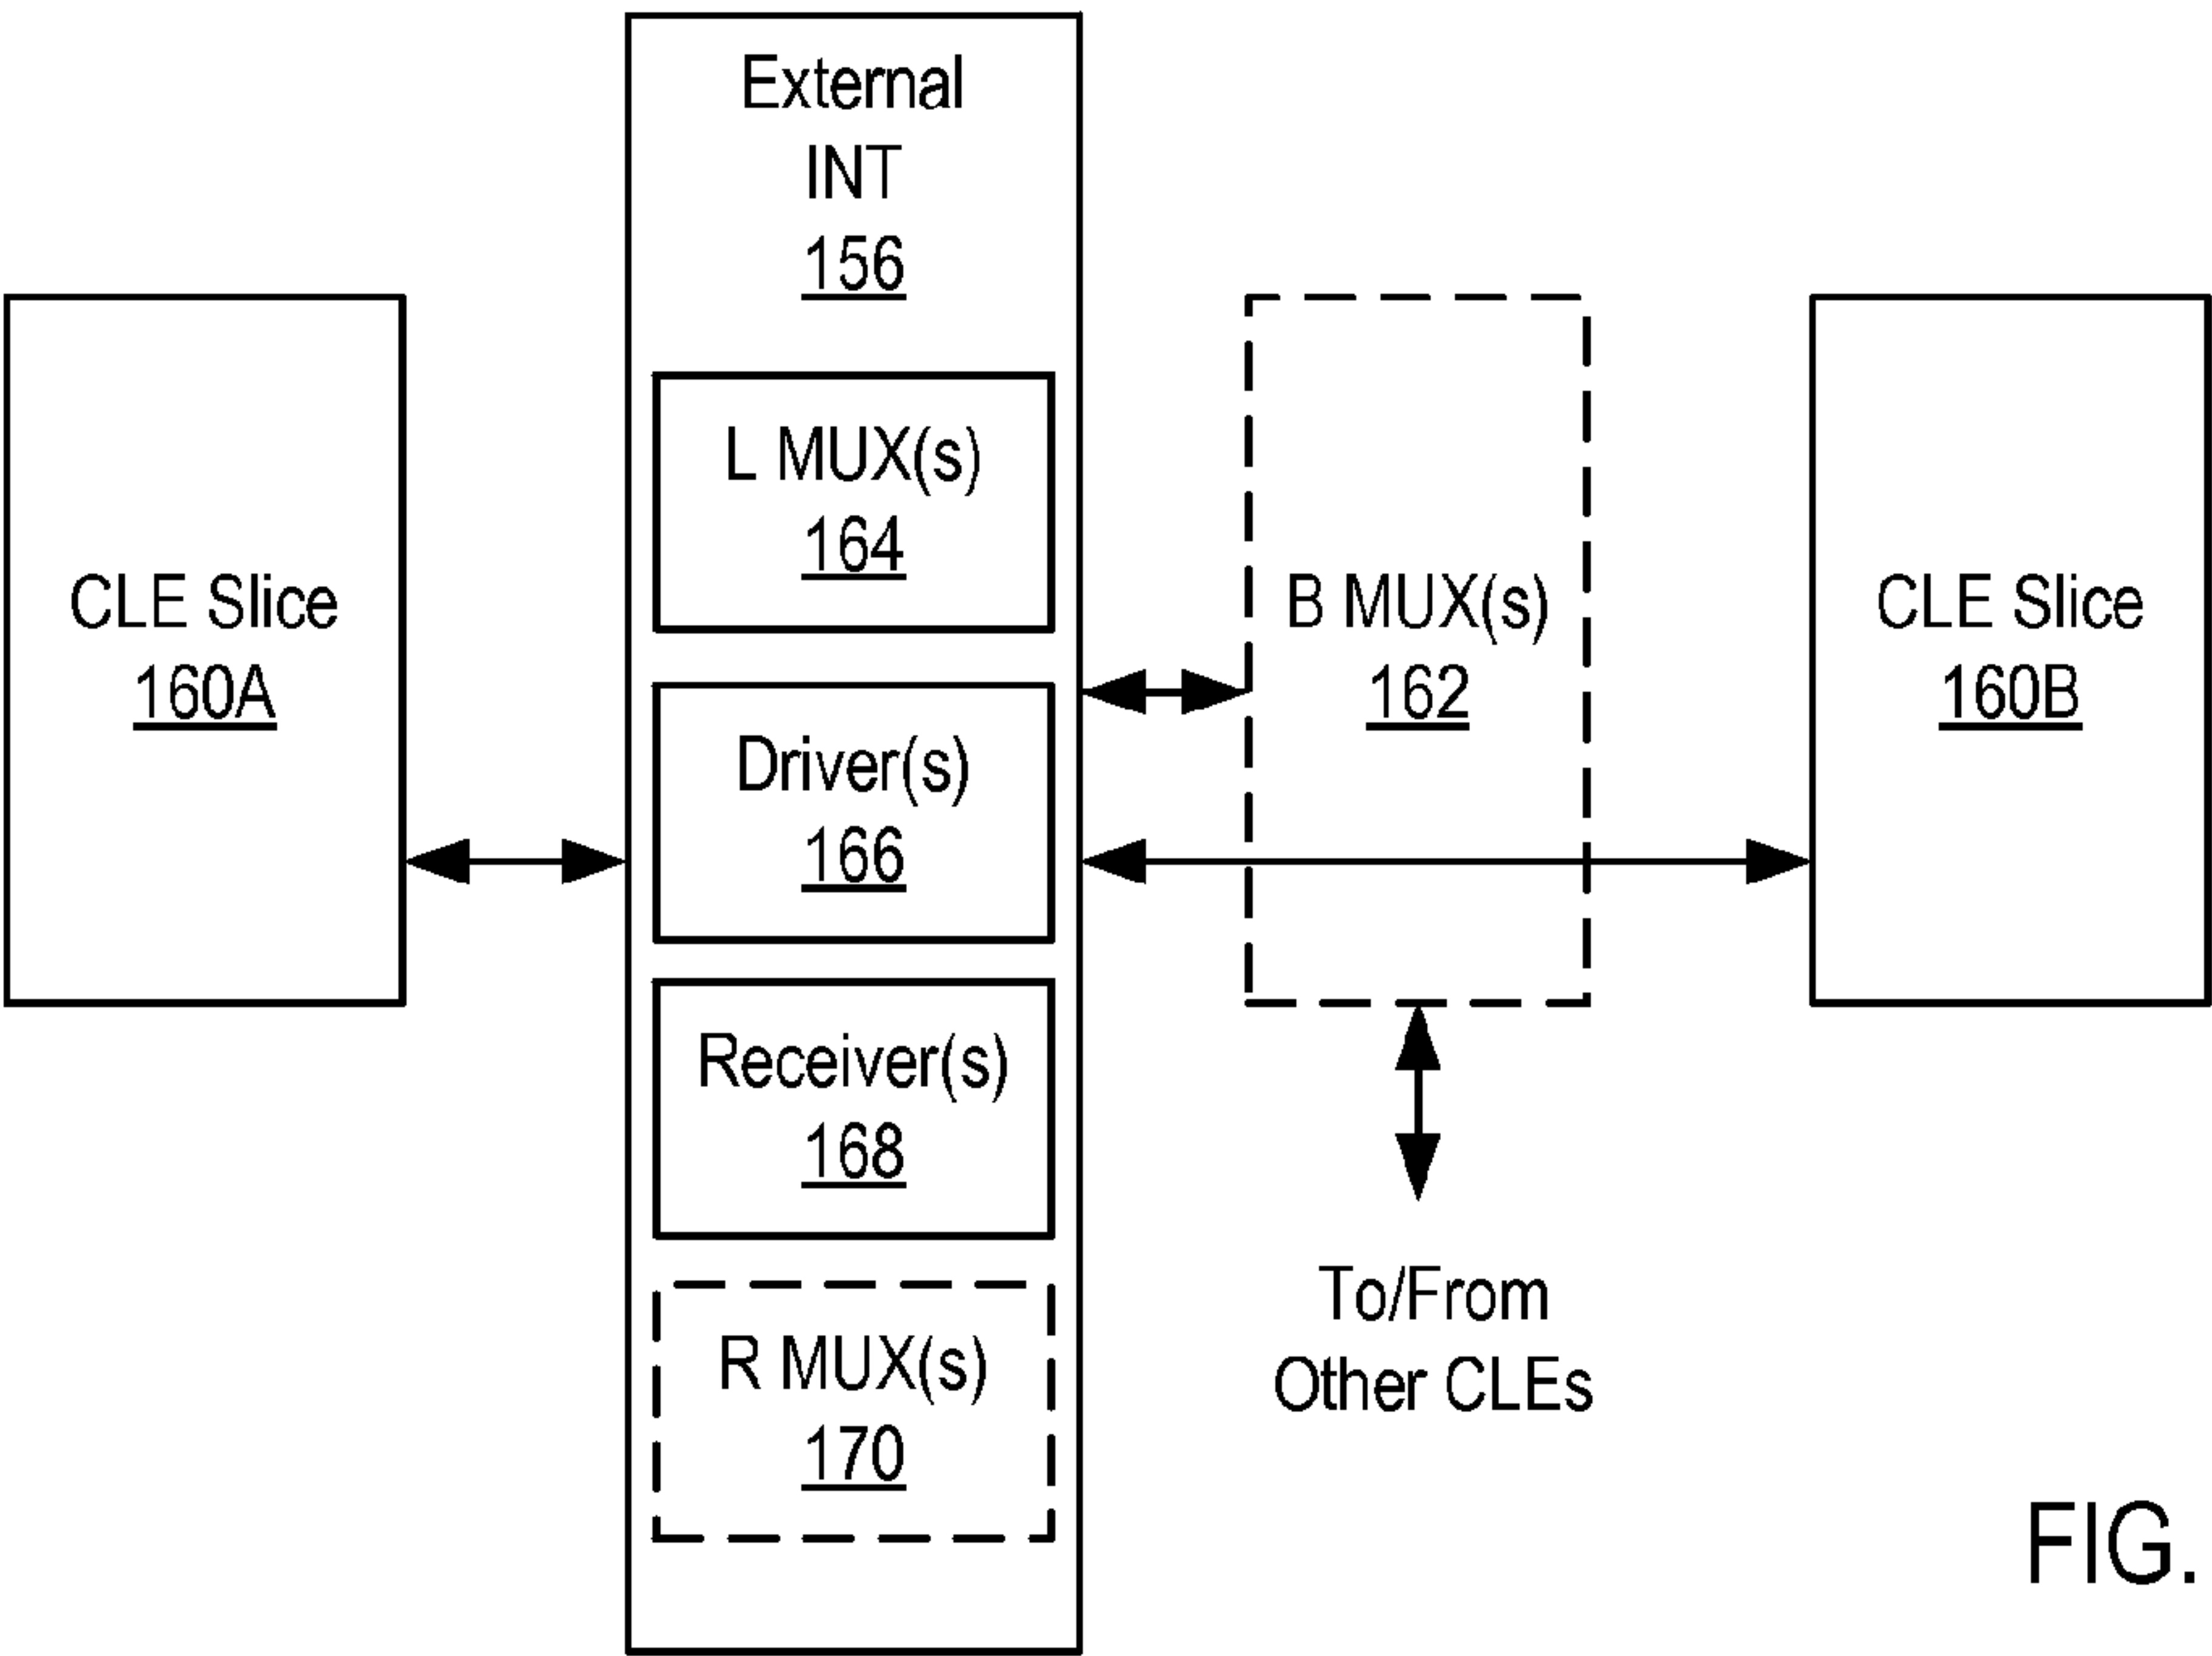 External
INT
156
L MUX(s)
164
CLE Slice
160A
B MUX(s)
162
CLE Slice
160B
Driver(s)
166
Receiver(s)
168
R MUX(s)
170
To/From
Other CLEs
FIG.